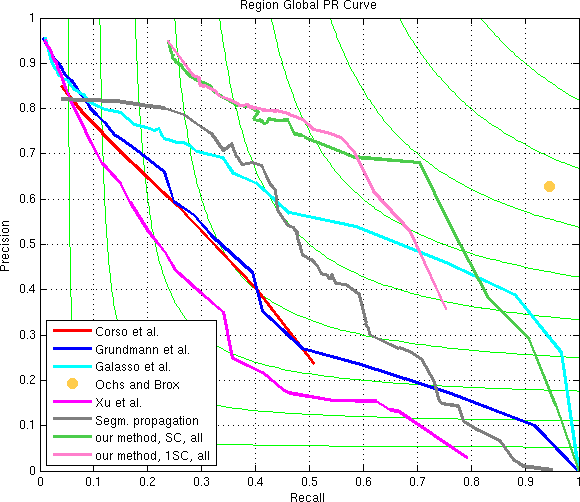 Region Global PR Curve
1
0.9
0.8
0.7
0.6
0.5
0.4
0.3
0.2
0.1
0
Precision
Corso et al.
Grundmann et al.
Galasso et al.
Ochs and Brox
Xu et al.
Segm. propagation
our method, SC, all
our method, 1SC, all
0 0.1 0.2 0.3 0.4 0.5 0.6 0.7 0.8 0.9 1
Recall